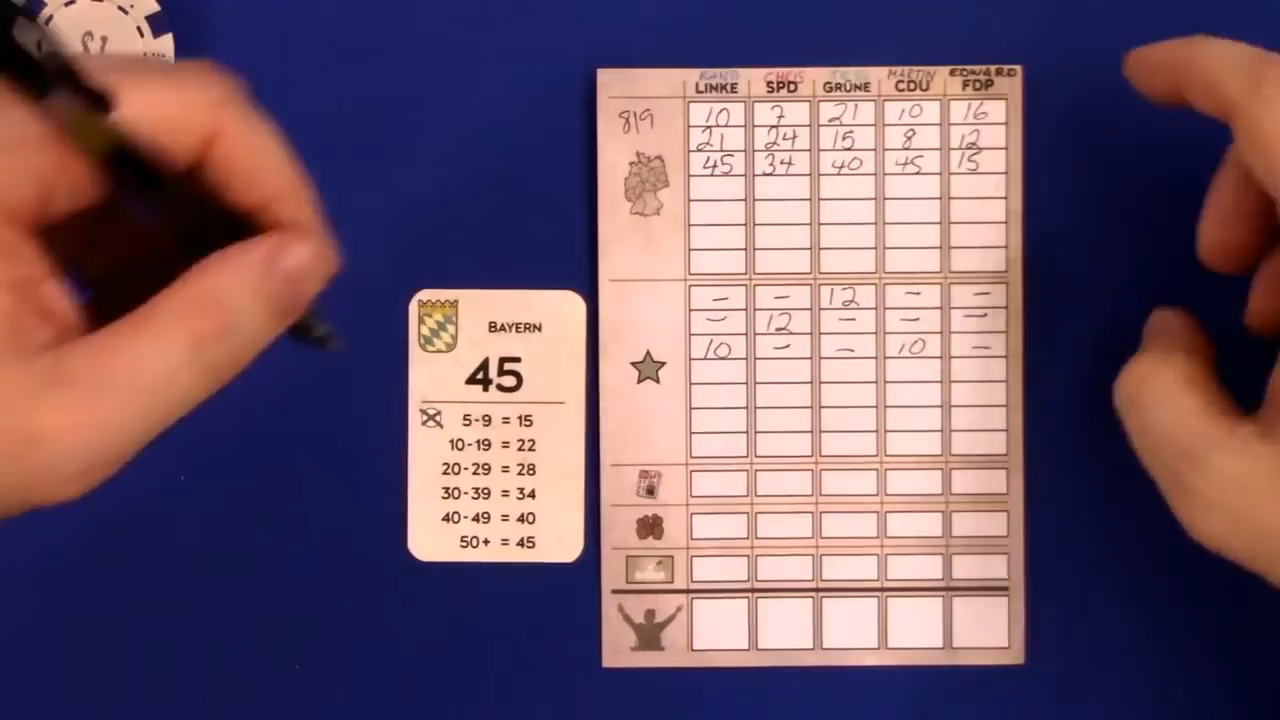 CHRIS MARTIN EDWARD
LINKE SPD GRÜNE CDU FDP
819
10 7 21 10 16
21 24 15 8 12
45 34 40 45 15
- - 12 - -
- 12 - - -
10 - - 10 -
BAYERN
45
5-9 = 15
10-19 = 22
20-29 = 28
30-39 = 34
40-49 = 40
50+ = 45